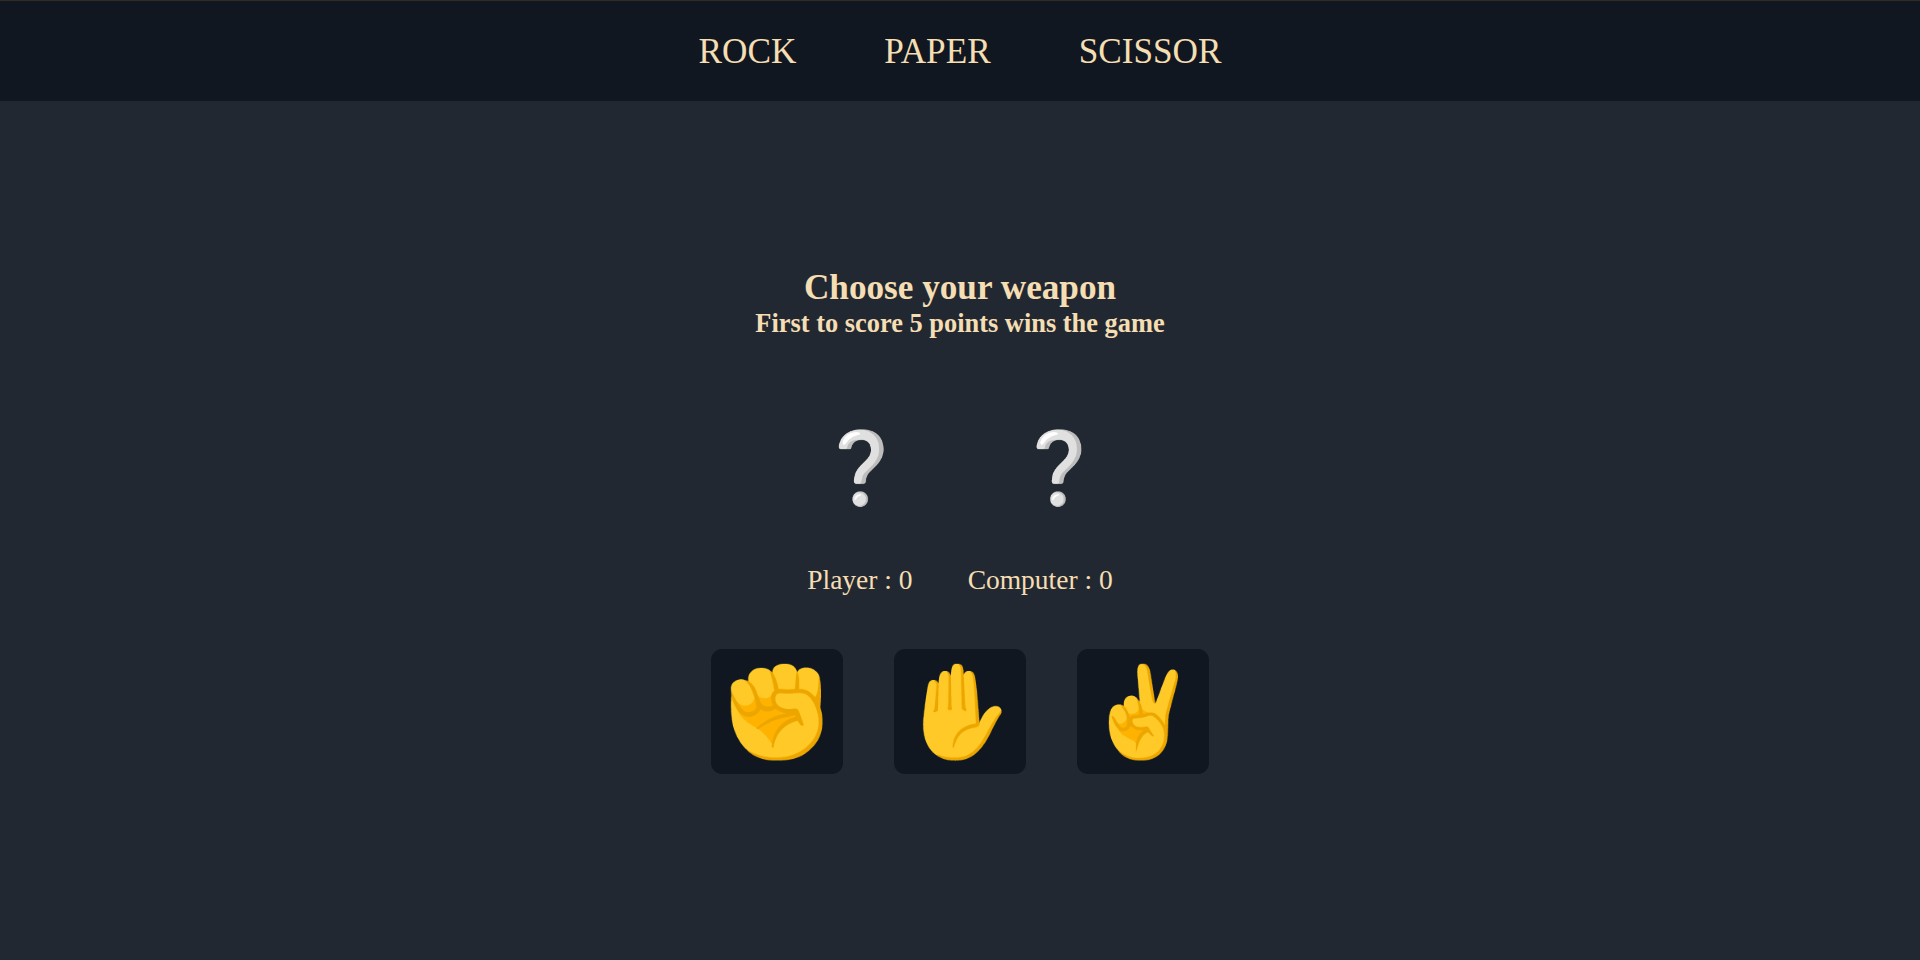 ROCK PAPER SCISSOR
Choose your weapon
First to score 5 points wins the game
❔ ❔
Player : 0 Computer : 0